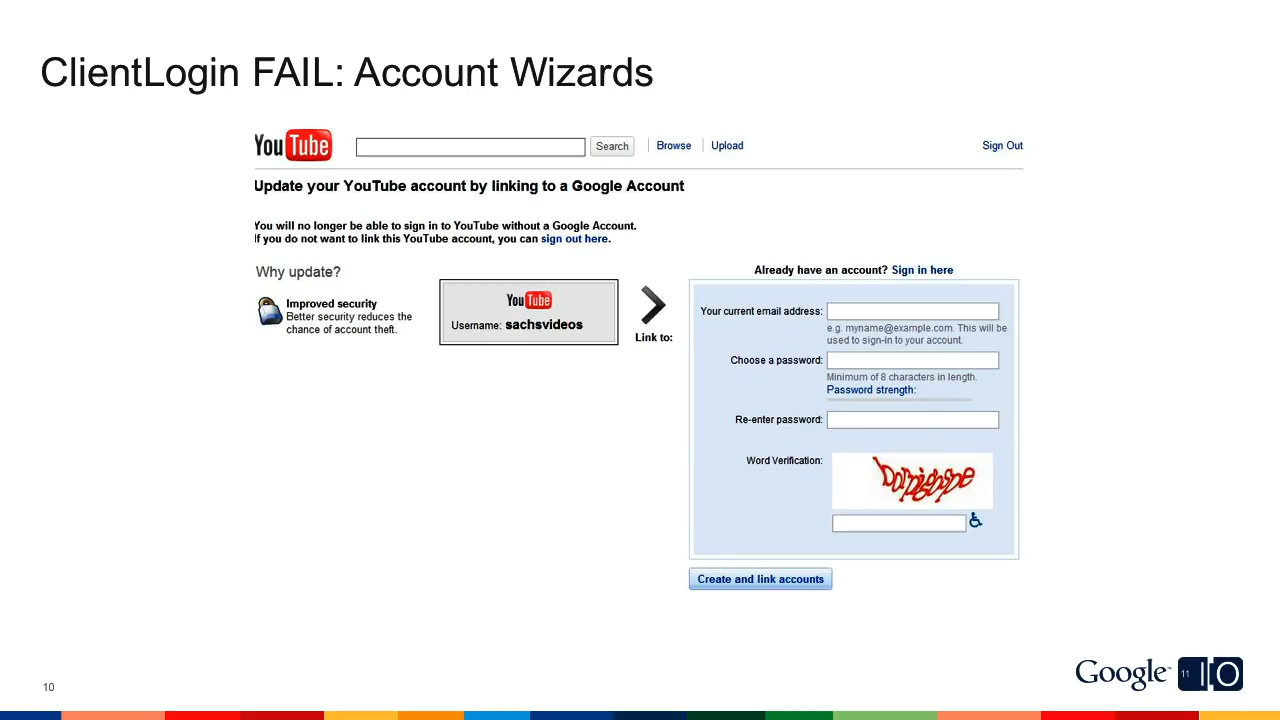 ClientLogin FAIL: Account Wizards
YouTube
Search
Browse
Upload
Sign Out
Update your YouTube account by linking to a Google Account
You will no longer be able to sign in to YouTube without a Google Account.
If you do not want to link this YouTube account, you can sign out here.
Why update?
Improved security
Better security reduces the
chance of account theft.
YouTube
Username: sachsvideos
Link to:
Already have an account? Sign in here
Your current email address:
e.g. myname@example.com. This will be
used to sign-in to your account.
Choose a password:
Minimum of 8 characters in length.
Password strength:
Re-enter password:
Word Verification:
Create and link accounts
10
Google™ 11 IO